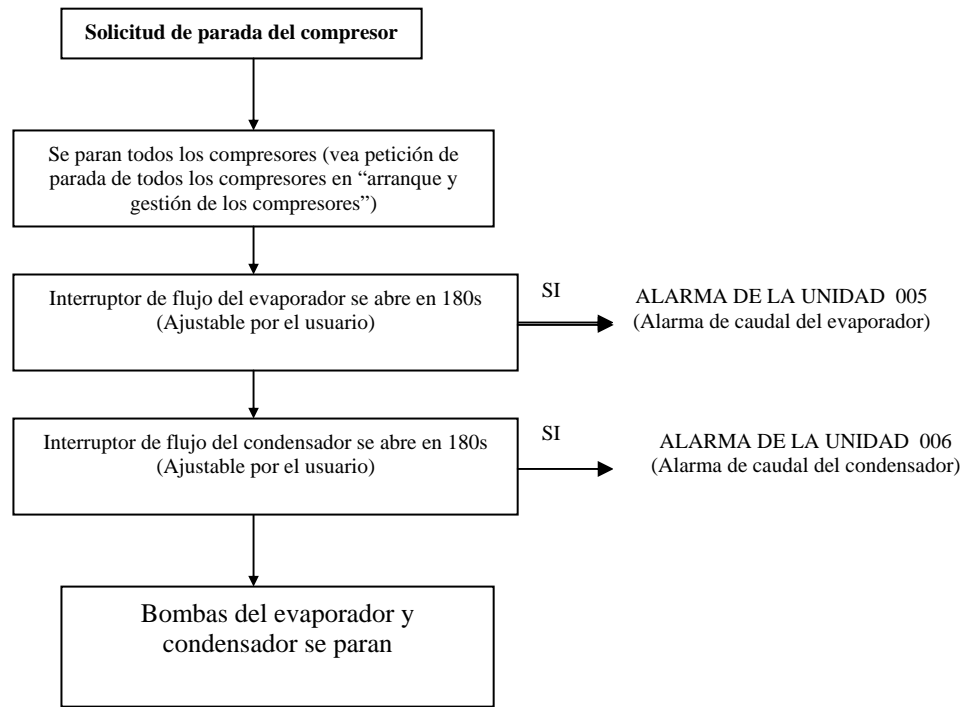 Solicitud de parada del compresor
Se paran todos los compresores (vea petición de
parada de todos los compresores en “arranque y
gestión de los compresores”)
Interruptor de flujo del evaporador se abre en 180s
(Ajustable por el usuario)
SI
ALARMA DE LA UNIDAD 005
(Alarma de caudal del evaporador)
Interruptor de flujo del condensador se abre en 180s
(Ajustable por el usuario)
SI
ALARMA DE LA UNIDAD 006
(Alarma de caudal del condensador)
Bombas del evaporador y
condensador se paran